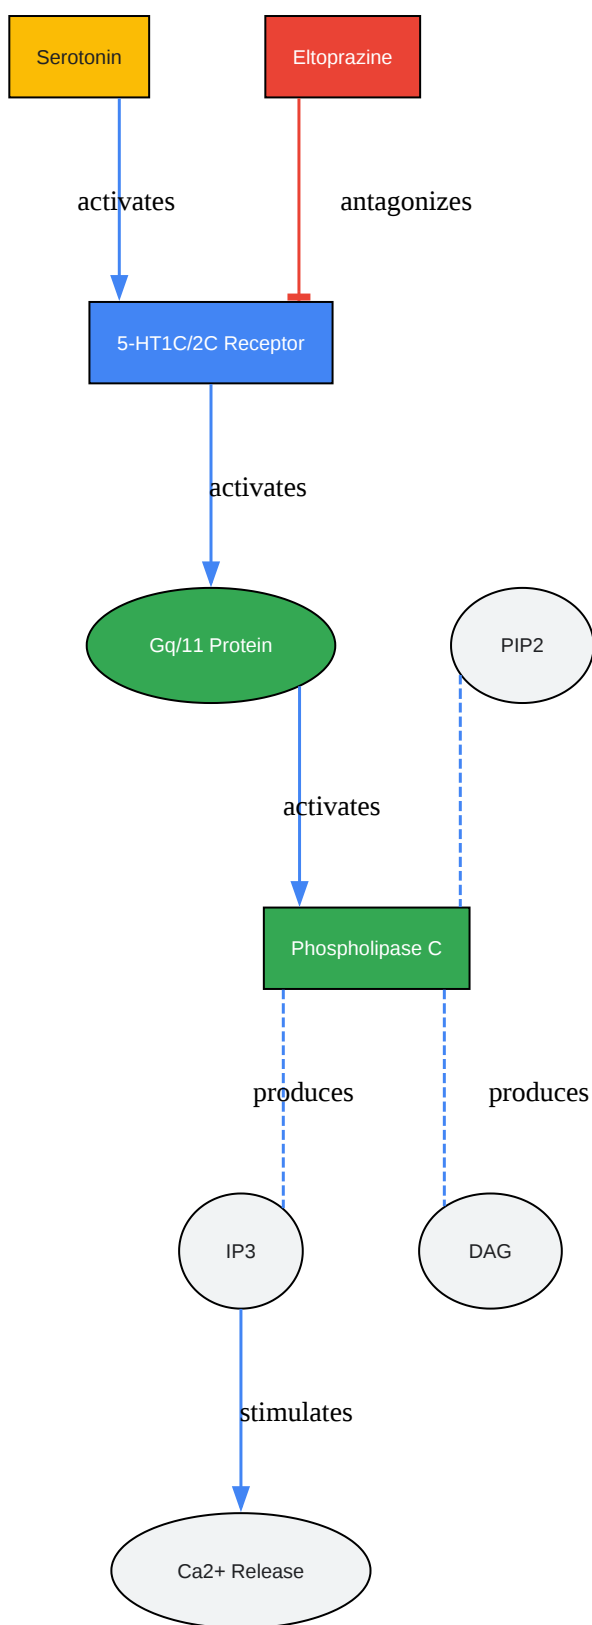 Serotonin
Eltoprazine
activates
antagonizes
5-HT1C/2C Receptor
activates
Gq/11 Protein
PIP2
activates
Phospholipase C
produces
produces
IP3
DAG
stimulates
Ca2+ Release